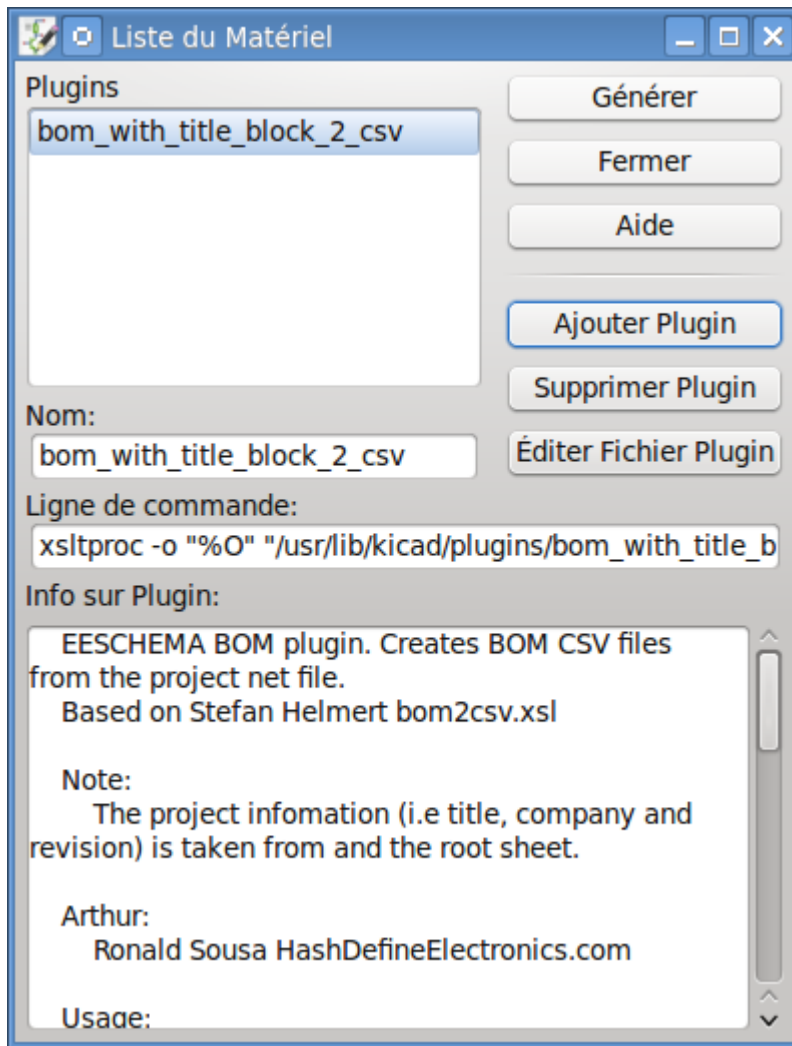 Liste du Matériel
Plugins
bom_with_title_block_2_csv
Générer
Fermer
Aide
Ajouter Plugin
Supprimer Plugin
Éditer Fichier Plugin
Nom:
bom_with_title_block_2_csv
Ligne de commande:
xsltproc -o "%O" "/usr/lib/kicad/plugins/bom_with_title_b
Info sur Plugin:
EESCHEMA BOM plugin. Creates BOM CSV files
from the project net file.
Based on Stefan Helmert bom2csv.xsl
Note:
The project infomation (i.e title, company and
revision) is taken from and the root sheet.
Arthur:
Ronald Sousa HashDefineElectronics.com
Usage: